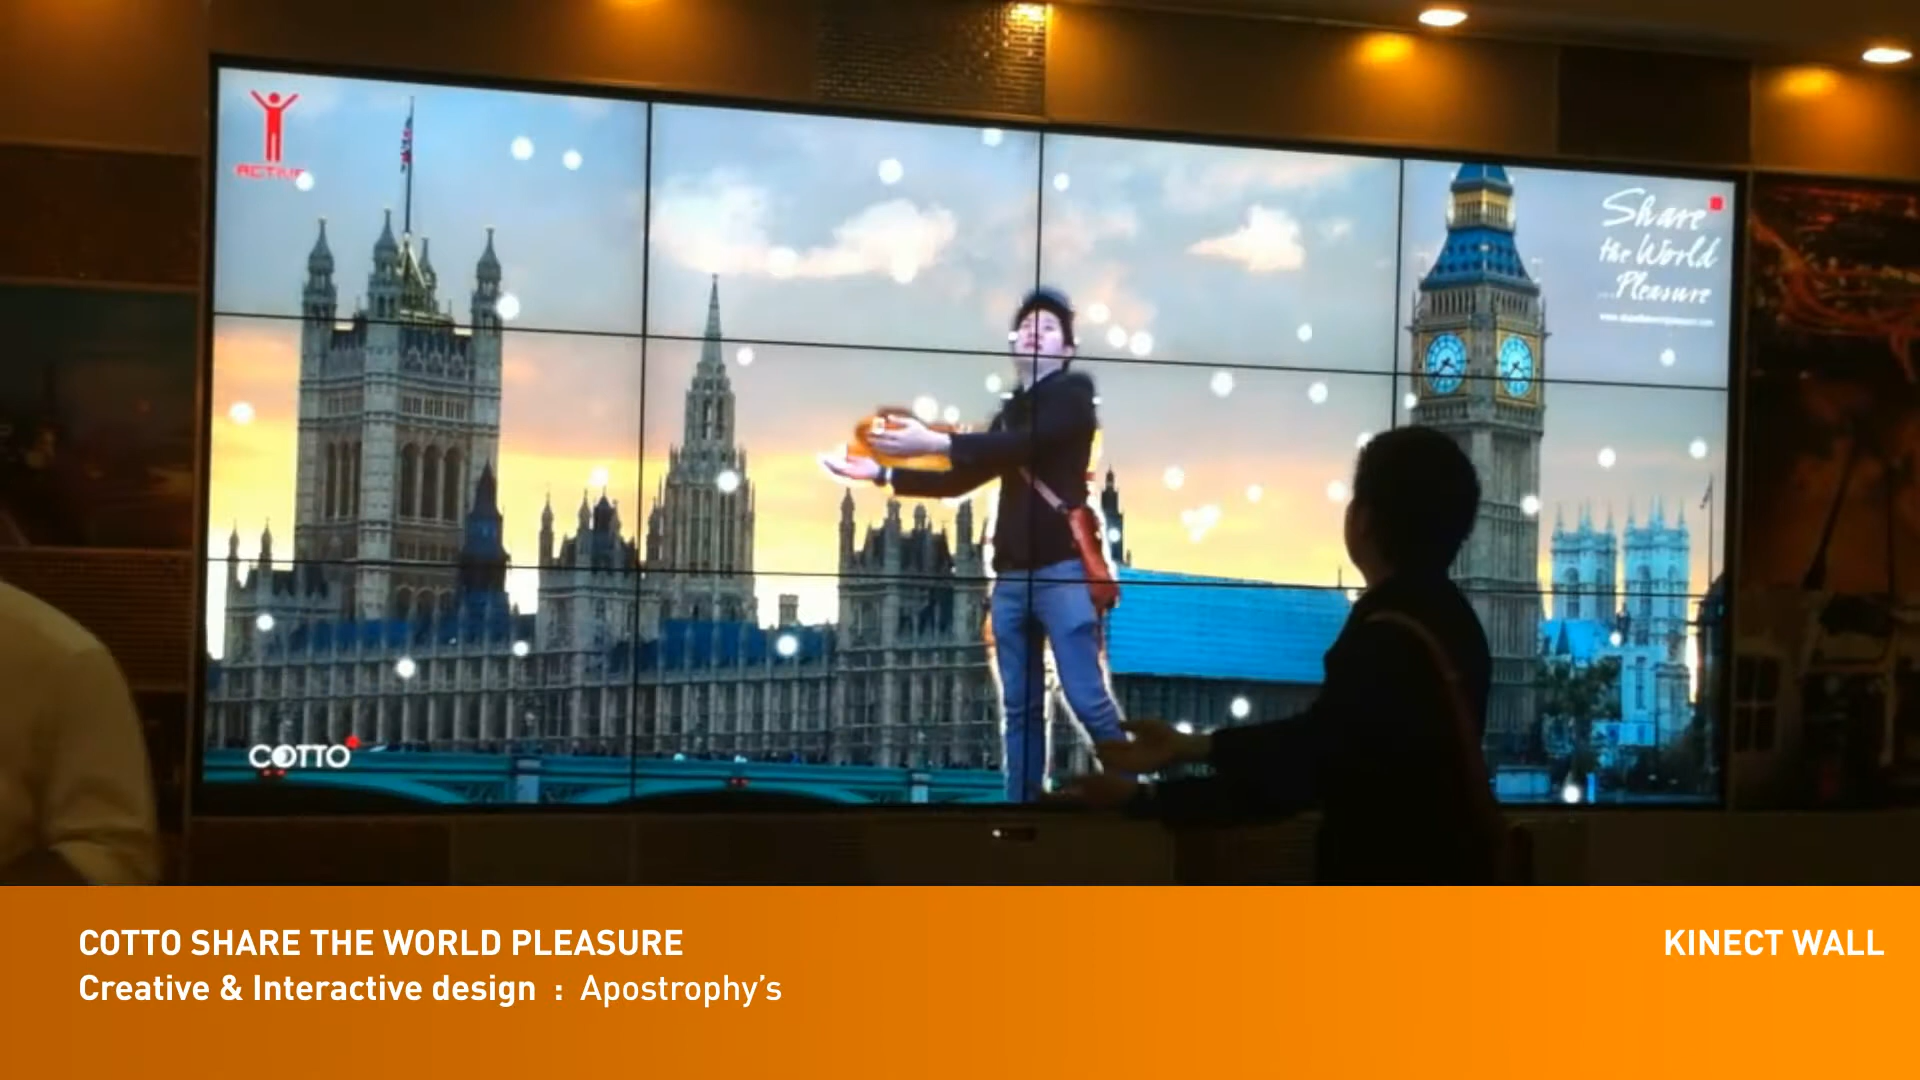 ACTIVE
Share
the World
Pleasure
COTTO
COTTO SHARE THE WORLD PLEASURE
KINECT WALL
Creative & Interactive design : Apostrophy's